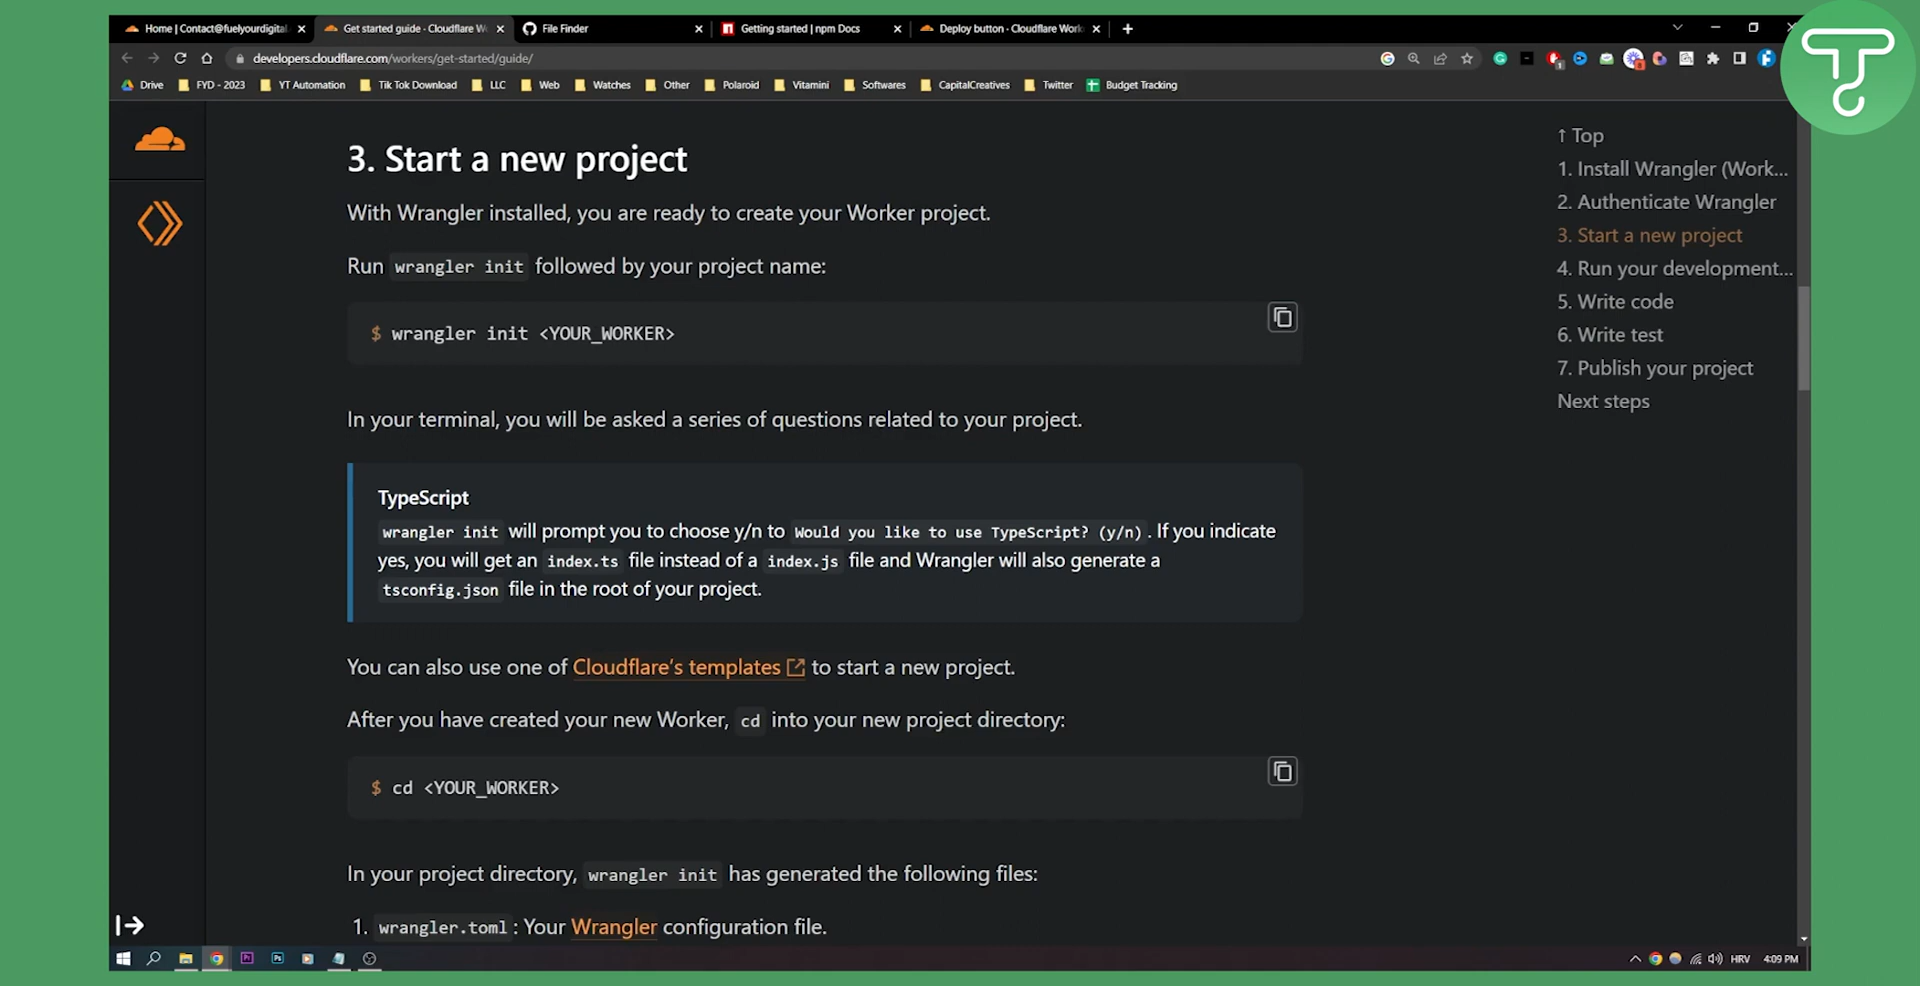 Home | Contact@fuelyourdigital
Get started guide · Cloudflare W
File Finder
Getting started | npm Docs
Deploy button · Cloudflare Work
developers.cloudflare.com/workers/get-started/guide/
Drive
FYD - 2023
YT Automation
Tik Tok Download
LLC
Web
Watches
Other
Polaroid
Vitamini
Softwares
CapitalCreatives
Twitter
Budget Tracking
3. Start a new project
With Wrangler installed, you are ready to create your Worker project.
Run wrangler init followed by your project name:
$ wrangler init <YOUR_WORKER>
In your terminal, you will be asked a series of questions related to your project.
TypeScript
wrangler init will prompt you to choose y/n to Would you like to use TypeScript? (y/n). If you indicate
yes, you will get an index.ts file instead of a index.js file and Wrangler will also generate a
tsconfig.json file in the root of your project.
You can also use one of Cloudflare's templates to start a new project.
After you have created your new Worker, cd into your new project directory:
$ cd <YOUR_WORKER>
In your project directory, wrangler init has generated the following files:
1. wrangler.toml: Your Wrangler configuration file.
↑ Top
1. Install Wrangler (Work...
2. Authenticate Wrangler
3. Start a new project
4. Run your development...
5. Write code
6. Write test
7. Publish your project
Next steps
HRV
4:09 PM